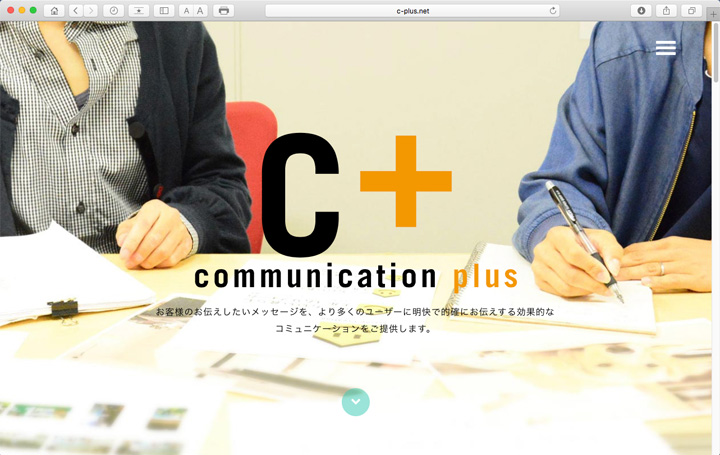 A A
c-plus.net
C+
communication plus
お客様のお伝えしたいメッセージを、より多くのユーザーに明快で的確にお伝えする効果的な
コミュニケーションをご提供します。